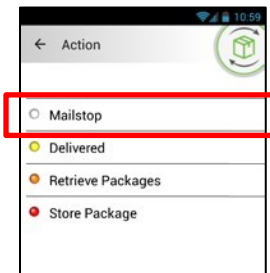 10:59
Action
Mailstop
Delivered
Retrieve Packages
Store Package